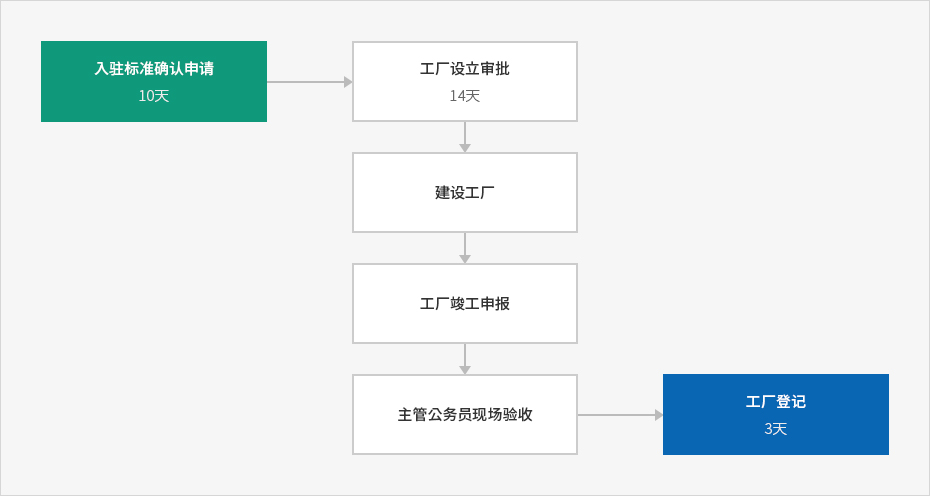 入驻标准确认申请
10天
工厂设立审批
14天
建设工厂
工厂竣工申报
主管公务员现场验收
工厂登记
3天